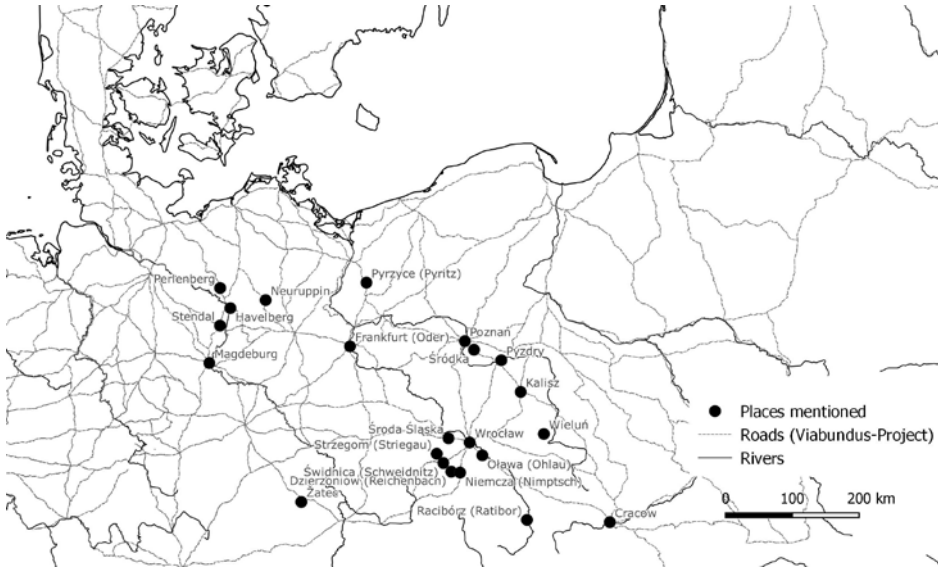 Pyrzyce (Pyritz)
Perlenberg
Neuruppin
Havelberg
Stendal
Magdeburg
Frankfurt (Oder)
Poznań
Śródka
Pyzdry
Kalisz
Wieluń
Środa Śląska
Wrocław
Strzegom (Striegau)
Oława (Ohlau)
Świdnica (Schweidnitz)
Dzierżoniów (Reichenbach)
Niemcza (Nimptsch)
Žatec
Racibórz (Ratibor)
Cracow
Places mentioned
Roads (Viabundus-Project)
Rivers
0 100 200 km